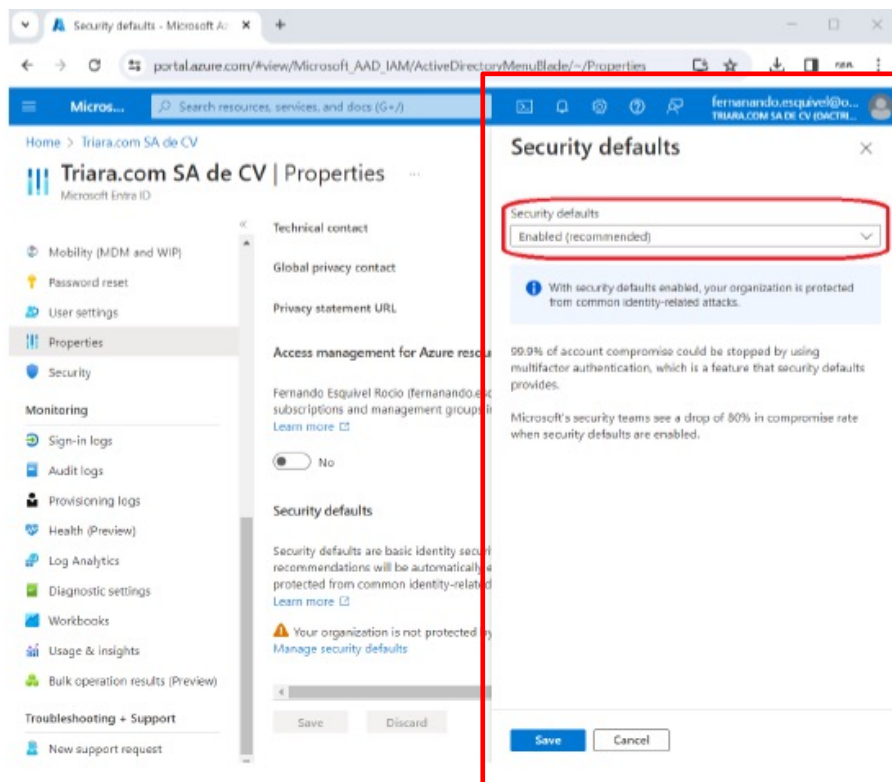 Security defaults - Microsoft Az
portal.azure.com/#view/Microsoft_AAD_IAM/ActiveDirectoryMenuBlade/~/Properties
Micros...
Search resources, services, and docs (G+/)
fernanando.esquivel@o...
TRIARA.COM SA DE CV (DACTRI...
Home > Triara.com SA de CV
Triara.com SA de CV | Properties ...
Microsoft Entra ID
Mobility (MDM and WIP)
Password reset
User settings
Properties
Security
Monitoring
Sign-in logs
Audit logs
Provisioning logs
Health (Preview)
Log Analytics
Diagnostic settings
Workbooks
Usage & insights
Bulk operation results (Preview)
Troubleshooting + Support
New support request
Technical contact
Global privacy contact
Privacy statement URL
Access management for Azure resou
Fernando Esquivel Rocio (fernanando.esq
subscriptions and management groups i
Learn more
No
Security defaults
Security defaults are basic identity securi
recommendations will be automatically e
protected from common identity-related
Learn more
Your organization is not protected by
Manage security defaults
Save Discard
Security defaults
Security defaults
Enabled (recommended)
With security defaults enabled, your organization is protected
from common identity-related attacks.
99.9% of account compromise could be stopped by using
multifactor authentication, which is a feature that security defaults
provides.
Microsoft's security teams see a drop of 80% in compromise rate
when security defaults are enabled.
Save Cancel